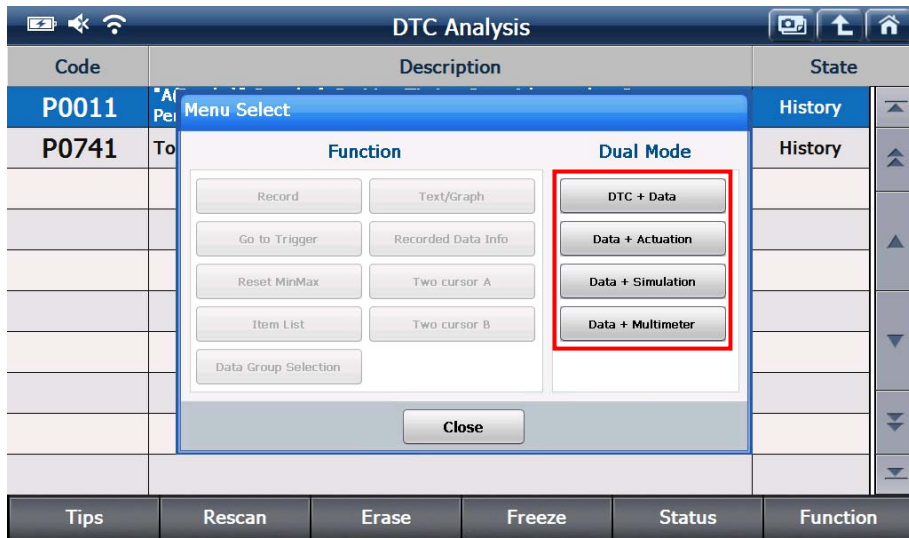 DTC Analysis
Code Description State
P0011 "A( Per History
P0741 To History
Menu Select
Function Dual Mode
Record Text/Graph DTC + Data
Go to Trigger Recorded Data Info Data + Actuation
Reset MinMax Two cursor A Data + Simulation
Item List Two cursor B Data + Multimeter
Data Group Selection
Close
Tips Rescan Erase Freeze Status Function